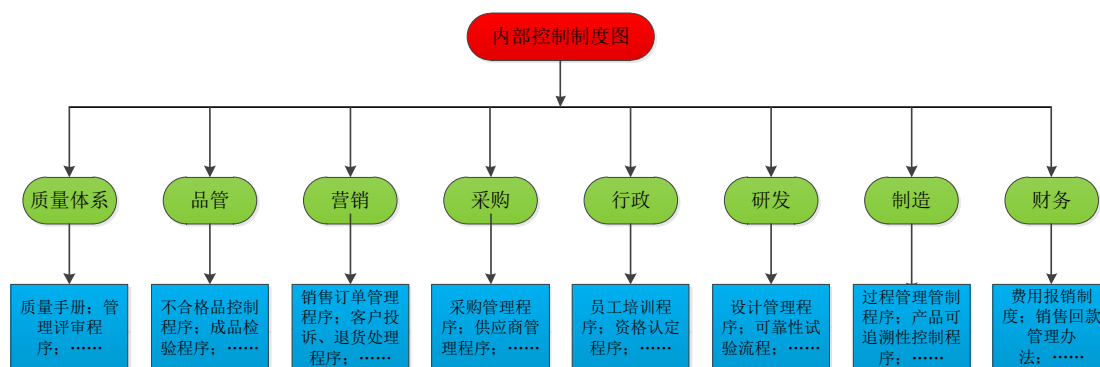 内部控制制度图
质量体系
品管
营销
采购
行政
研发
制造
财务
质量手册；管
理评审程
序；……
不合格品控制
程序；成品检
验程序；……
销售订单管理
程序；客户投
诉、退货处理
程序；……
采购管理程
序；供应商管
理程序；……
员工培训程
序；资格认定
程序；……
设计管理程
序；可靠性试
验流程；……
过程管理管制
程序；产品可
追溯性控制程
序；……
费用报销制
度；销售回款
管理办
法；……